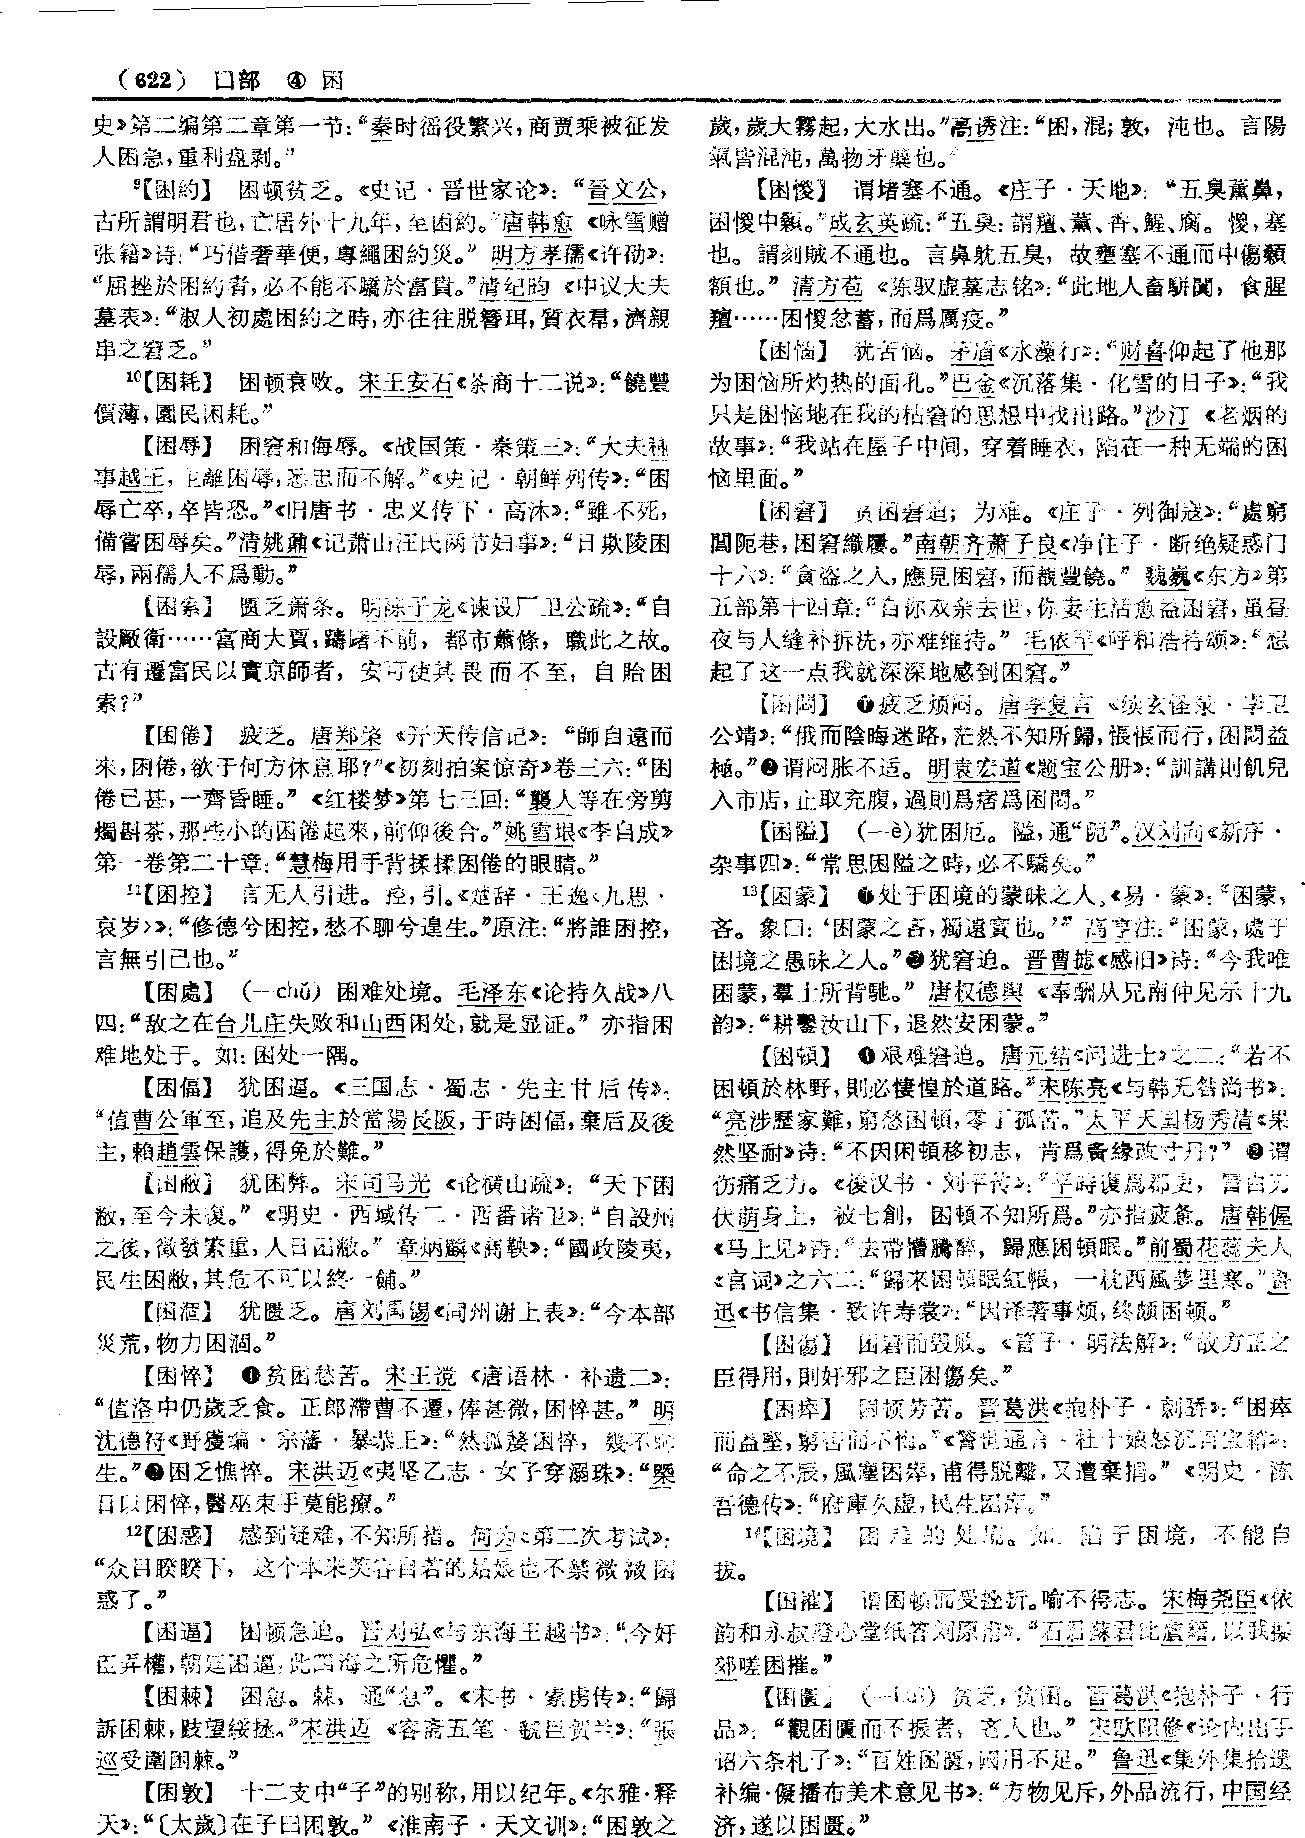 （622） 囗部 ④ 困
史》第二编第二章第一节：“秦时徭役繁兴，商贾乘被征发
人困急，重利盘剥。”
⁹【困約】 困顿贫乏。《史记·晋世家论》：“晋文公，
古所謂明君也，亡居外十九年，至困約。”唐韩愈《咏雪赠
张籍》诗：“巧借奢華便，專繩困約災。” 明方孝孺《许劭》：
“屈挫於困約者，必不能不驕於富貴。”清纪昀《中议大夫
墓表》：“淑人初處困約之時，亦往往脱簪珥，質衣帬，濟親
串之窘乏。”
¹⁰【困耗】 困顿衰败。宋王安石《茶商十二说》：“饒豐
價薄，園民困耗。”
【困辱】 困窘和侮辱。《战国策·秦策三》：“大夫種
事越王，主離困辱，悉忠而不解。”《史记·朝鲜列传》：“困
辱亡卒，卒皆恐。”《旧唐书·忠义传下·高沐》：“雖不死，
備嘗困辱矣。”清姚鼐《记萧山汪氏两节妇事》：“日欺陵困
辱，兩孺人不爲動。”
【困索】 匮乏萧条。明陈子龙《谏设厂卫公疏》：“自
設厰衛……富商大賈，躊躇不前，都市蕭條，職此之故。
古有遷富民以實京師者，安可使其畏而不至，自貽困
索？”
【困倦】 疲乏。唐郑棨《开天传信记》：“師自遠而
來，困倦，欲于何方休息耶？”《初刻拍案惊奇》卷三六：“困
倦已甚，一齊昏睡。”《红楼梦》第七三回：“襲人等在旁剪
燭斟茶，那些小的困倦起來，前仰後合。”姚雪垠《李自成》
第一卷第二十章：“慧梅用手背揉揉困倦的眼睛。”
¹¹【困控】 言无人引进。控，引。《楚辞·王逸〈九思·
哀岁〉》：“修德兮困控，愁不聊兮遑生。”原注：“將誰困控，
言無引己也。”
【困處】 （—chǔ）困难处境。毛泽东《论持久战》八
四：“敌之在台儿庄失败和山西困处，就是显证。” 亦指困
难地处于。如：困处一隅。
【困偪】 犹困逼。《三国志·蜀志·先主甘后传》：
“值曹公軍至，追及先主於當陽長阪，于時困偪，棄后及後
主，賴趙雲保護，得免於難。”
【困敝】 犹困弊。宋司马光《论横山疏》：“天下困
敝，至今未復。”《明史·西域传二·西番诸卫》：“自設州
之後，徵發繁重，人日困敝。” 章炳麟《商鞅》：“國政陵夷，
民生困敝，其危不可以終一餔。”
【困涸】 犹匮乏。唐刘禹锡《同州谢上表》：“今本部
災荒，物力困涸。”
【困悴】 ❶贫困愁苦。宋王谠《唐语林·补遗二》：
“值洛中仍歲乏食。正郎滯曹不遷，俸甚微，困悴甚。” 明
沈德符《野獲编·宗藩·暴恭王》：“然孤嫠困悴，幾不聊
生。”❷困乏憔悴。宋洪迈《夷坚乙志·女子穿溺珠》：“顯
日以困悴，醫巫束手莫能療。”
¹²【困惑】 感到疑难，不知所措。何为《第二次考试》：
“众目睽睽下，这个本来笑容自若的姑娘也不禁微微困
惑了。”
【困逼】 困顿急迫。晋刘弘《与东海王越书》：“今奸
臣弄權，朝廷困逼，此四海之所危懼。”
【困棘】 困急。棘，通“急”。《宋书·索虏传》：“歸
訴困棘，跂望綏拯。”宋洪迈《容斋五笔·虢巨贺兰》：“張
巡受圍困棘。”
【困敦】 十二支中“子”的别称，用以纪年。《尔雅·释
天》：“〔太歲〕在子曰困敦。”《淮南子·天文训》：“困敦之
歲，歲大霧起，大水出。”高诱注：“困，混；敦，沌也。言陽
氣皆混沌，萬物牙蘖也。”
【困惾】 谓堵塞不通。《庄子·天地》：“五臭薰鼻，
困惾中顙。”成玄英疏：“五臭：謂羶、薰、香、鯹、腐。惾，塞
也。謂刻賊不通也。言鼻躭五臭，故壅塞不通而中傷顙
額也。” 清方苞《陈驭虚墓志铭》：“此地人畜駢闐，食腥
羶……困惾忿蓄，而爲厲疫。”
【困恼】 犹苦恼。茅盾《水藻行》：“财喜仰起了他那
为困恼所灼热的面孔。”巴金《沉落集·化雪的日子》：“我
只是困恼地在我的枯窘的思想中找出路。”沙汀《老烟的
故事》：“我站在屋子中间，穿着睡衣，陷在一种无端的困
恼里面。”
【困窘】 贫困窘迫；为难。《庄子·列御寇》：“處窮
閭阨巷，困窘織屨。”南朝齐萧子良《净住子·断绝疑惑门
十六》：“貪盗之人，應見困窘，而觀豐饒。” 魏巍《东方》第
五部第十四章：“自你双亲去世，你妻生活愈益困窘，虽昼
夜与人缝补拆洗，亦难维持。” 毛依罕《呼和浩特颂》：“想
起了这一点我就深深地感到困窘。”
【困悶】 ❶疲乏烦闷。唐李复言《续玄怪录·李卫
公靖》：“俄而陰晦迷路，茫然不知所歸，悵悵而行，困悶益
極。”❷谓闷胀不适。明袁宏道《题宝公册》：“訓講則飢兒
入市店，止取充腹，過則爲痞爲困悶。”
【困隘】 （—è）犹困厄。隘，通“阨”。汉刘向《新序·
杂事四》：“常思困隘之時，必不驕矣。”
¹³【困蒙】 ❶处于困境的蒙昧之人。《易·蒙》：“困蒙，
吝。象曰：‘困蒙之吝，獨遠實也。’” 高亨注：“困蒙，處于
困境之愚昧之人。”❷犹窘迫。晋曹摅《感旧》诗：“今我唯
困蒙，羣士所背馳。” 唐权德舆《奉酬从兄南仲见示十九
韵》：“耕鑿汝山下，退然安困蒙。”
【困頓】 ❶艰难窘迫。唐元结《问进士》之二：“若不
困頓於林野，則必悽惶於道路。”宋陈亮《与韩无咎尚书》：
“亮涉歷家難，窮愁困頓，零丁孤苦。”太平天国杨秀清《果
然坚耐》诗：“不因困頓移初志，肯爲夤緣改寸丹？” ❷谓
伤痛乏力。《後汉书·刘平传》：“平時復爲郡吏，冒白刃
伏萌身上，被七創，困頓不知所爲。”亦指疲惫。唐韩偓
《马上见》诗：“去帶懵騰醉，歸應困頓眠。”前蜀花蕊夫人
《宫词》之六二：“歸來困頓眠紅帳，一枕西風夢里寒。”鲁
迅《书信集·致许寿裳》：“因译著事烦，终颇困顿。”
【困傷】 困窘而毁败。《管子·明法解》：“故方正之
臣得用，則奸邪之臣困傷矣。”
【困瘁】 困顿劳苦。晋葛洪《抱朴子·刺骄》：“困瘁
而益堅，窮否而不悔。”《警世通言·杜十娘怒沉百宝箱》：
“命之不辰，風塵困瘁，甫得脱離，又遭棄捐。”《明史·陈
吾德传》：“府庫久虚，民生困瘁。”
¹⁴【困境】 困难的处境。如：陷于困境，不能自
拔。
【困摧】 谓困顿而受挫折。喻不得志。宋梅尧臣《依
韵和永叔澄心堂纸答刘原甫》：“石君蘇君比盧籍，以我擬
郊嗟困摧。”
【困匱】 （—kuì）贫乏，贫困。晋葛洪《抱朴子·行
品》：“觀困匱而不振者，吝人也。” 宋欧阳修《论内出手
诏六条札子》：“百姓困匱，國用不足。” 鲁迅《集外集拾遗
补编·儗播布美术意见书》：“方物见斥，外品流行，中国经
济，遂以困匮。”